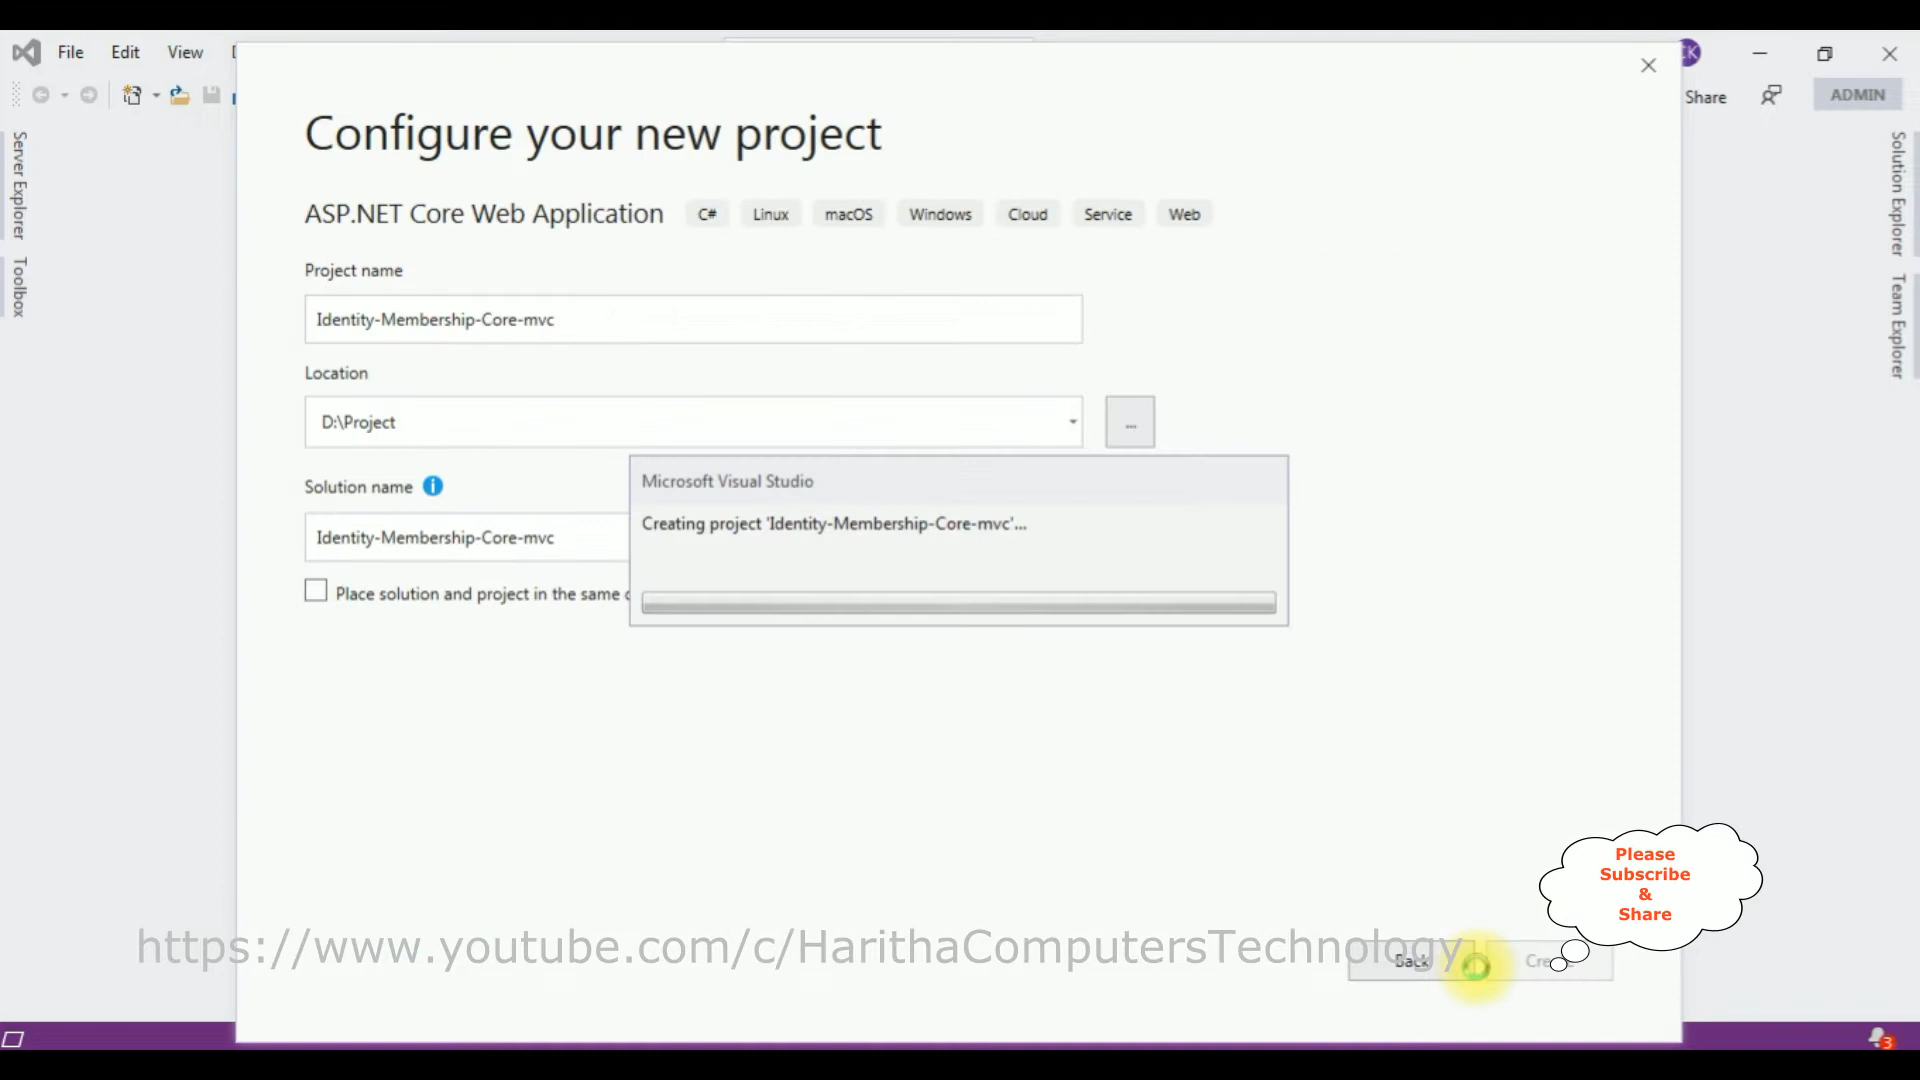 File Edit View
CK
Share
ADMIN
Server Explorer
Toolbox
Solution Explorer
Team Explorer
Configure your new project
ASP.NET Core Web Application C# Linux macOS Windows Cloud Service Web
Project name
Identity-Membership-Core-mvc
Location
D:\Project
...
Solution name
Identity-Membership-Core-mvc
Place solution and project in the same
Microsoft Visual Studio
Creating project 'Identity-Membership-Core-mvc'...
Please
Subscribe
&
Share
https://www.youtube.com/c/HarithaComputersTechnology
Back
3